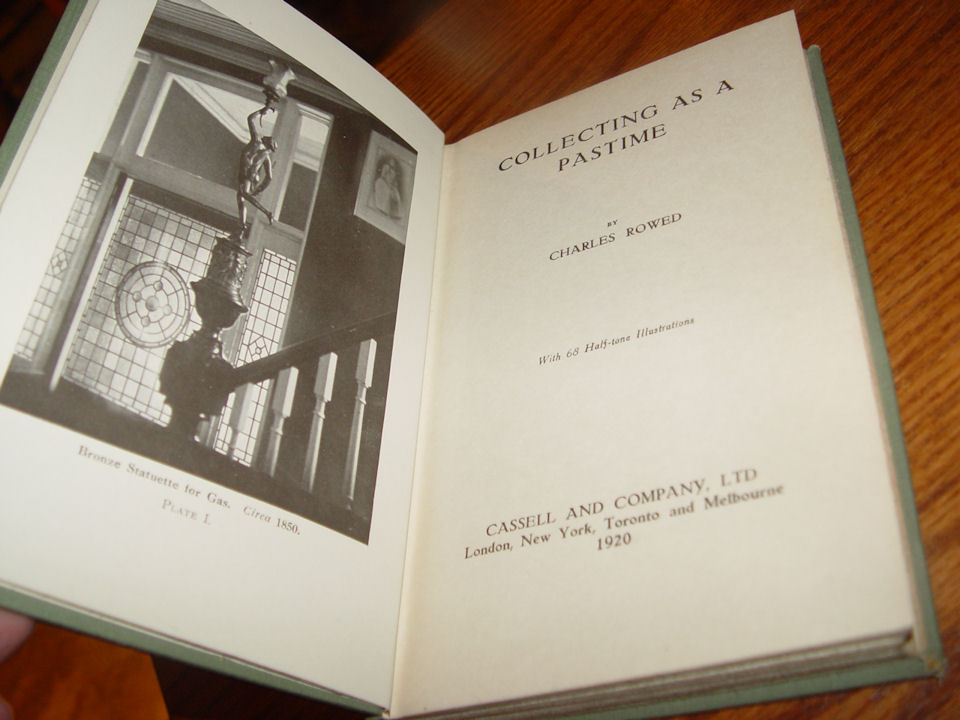 Bronze Statuette for Gas. Circa 1850.
PLATE I.
COLLECTING AS A
PASTIME
BY
CHARLES ROWED
With 68 Half-tone Illustrations
CASSELL AND COMPANY, LTD
London, New York, Toronto and Melbourne
1920